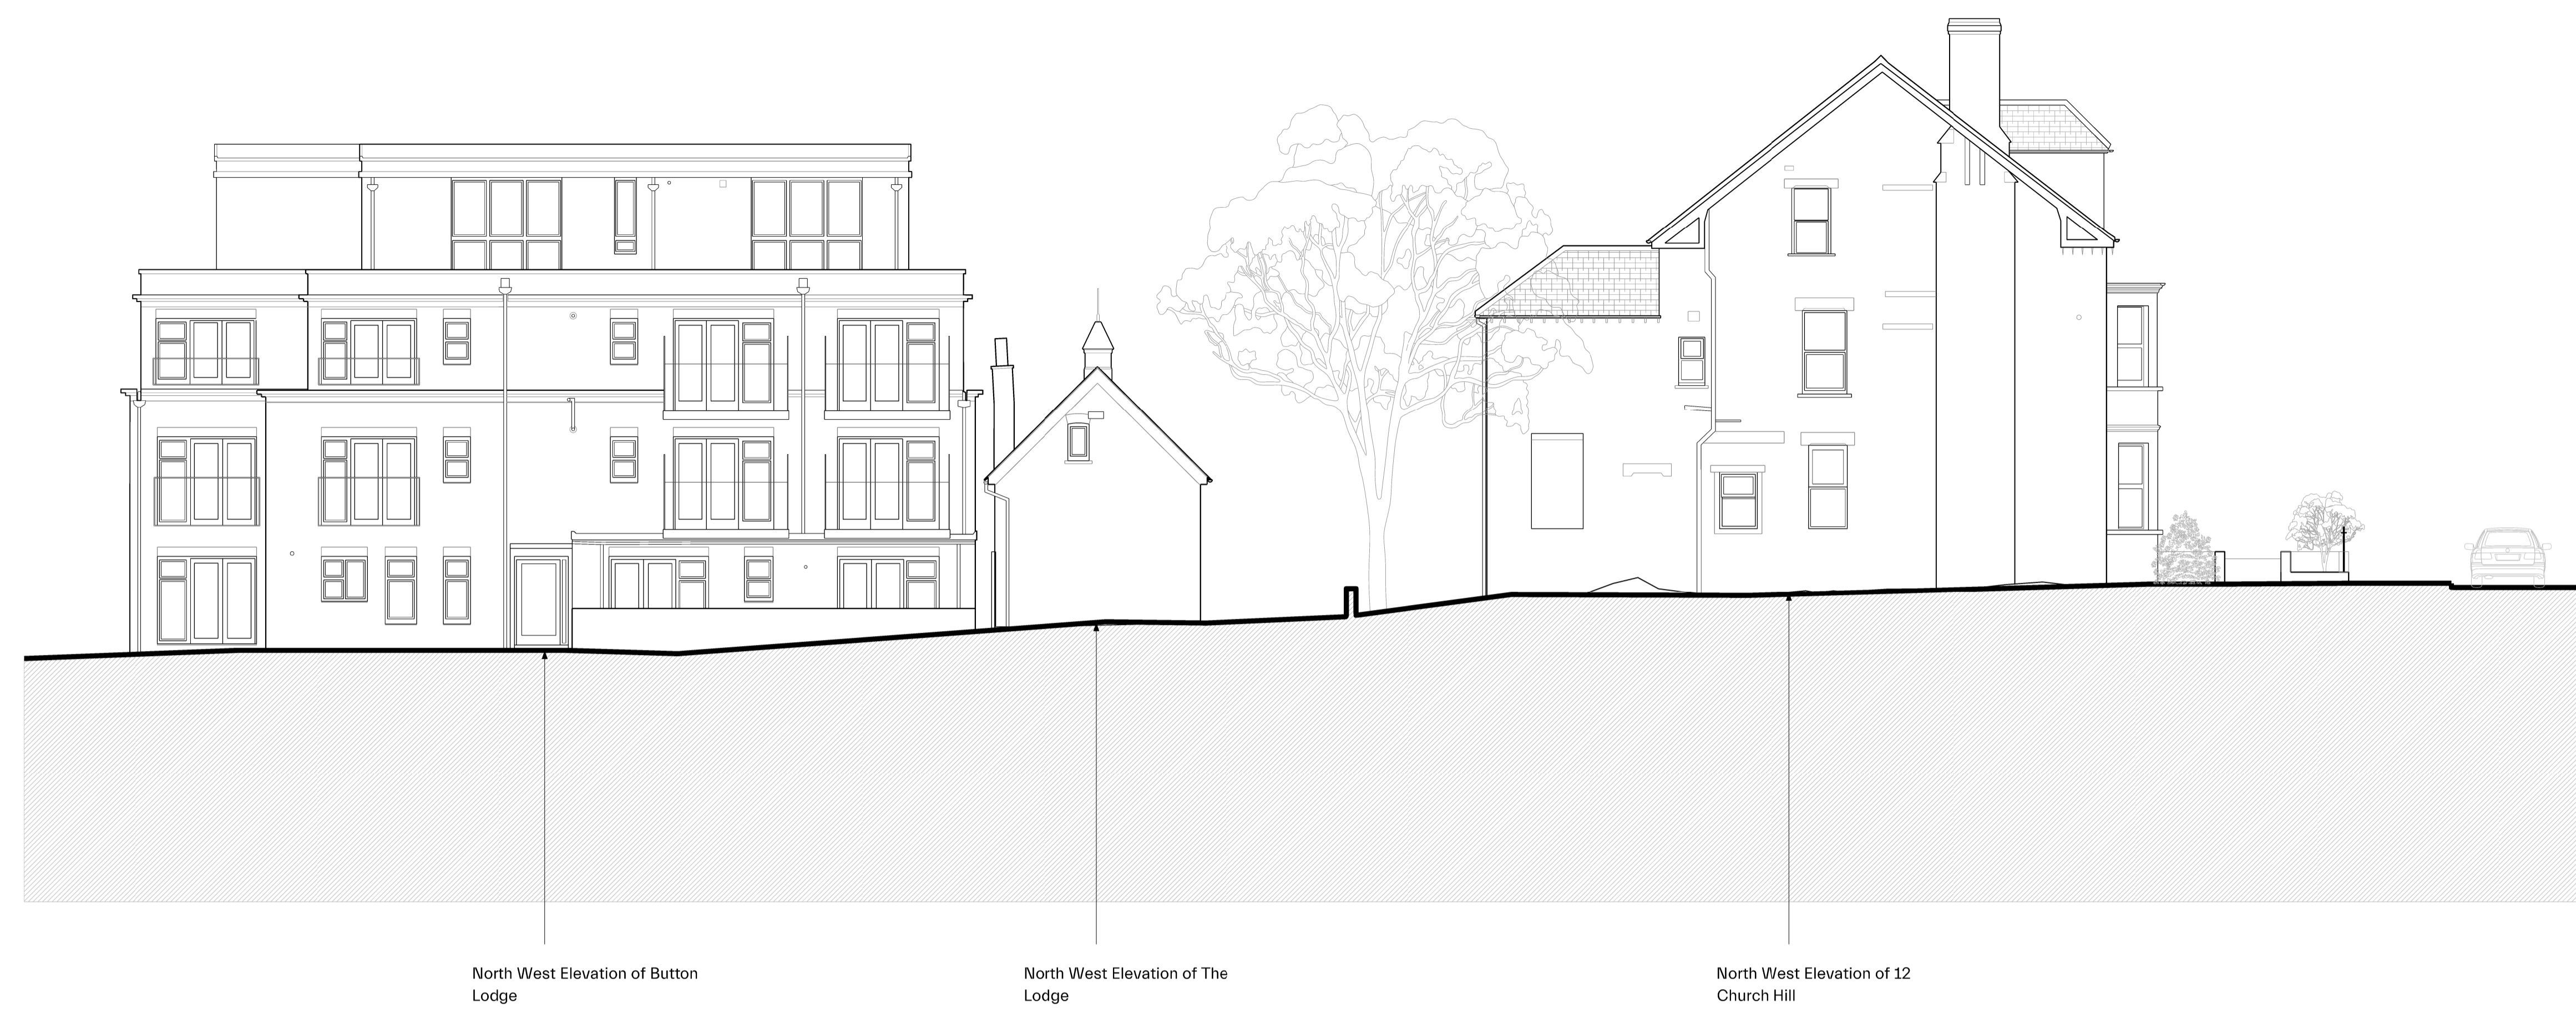 North West Elevation of Button
Lodge
North West Elevation of The
Lodge
North West Elevation of 12
Church Hill